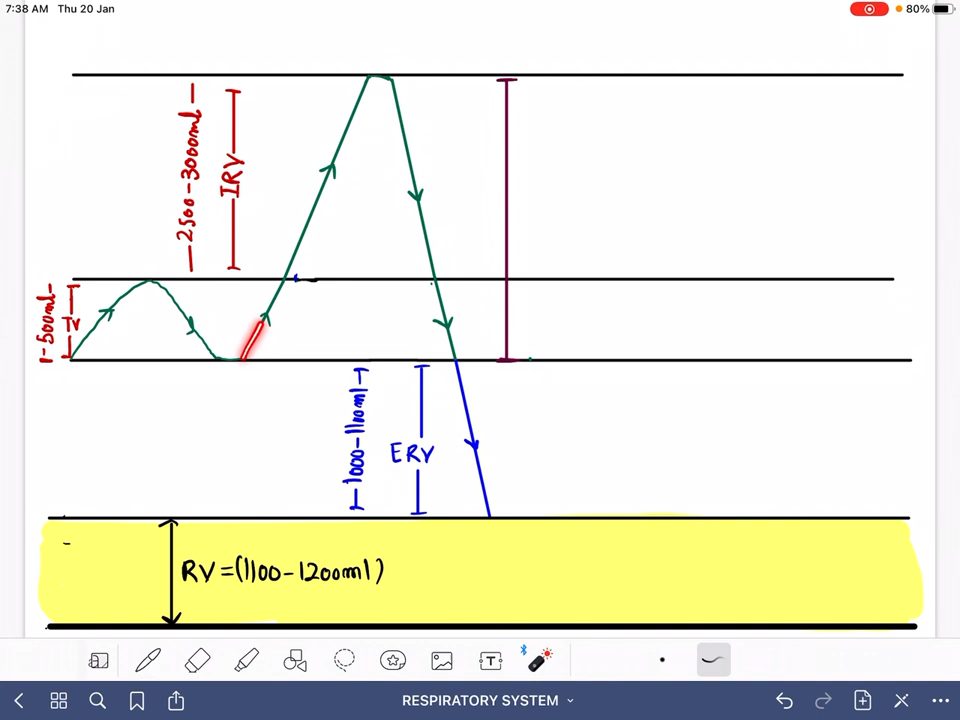 7:38 AM Thu 20 Jan
80%
-2500-3000ml-
IRV
1-500ml-
TV
1000-1100ml
ERV
RV=(1100-1200ml)
T
RESPIRATORY SYSTEM